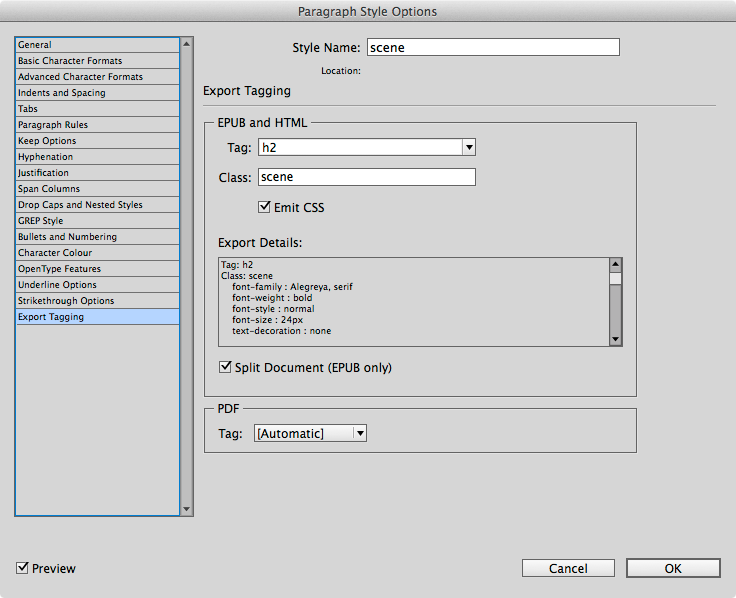 Paragraph Style Options
General
Basic Character Formats
Advanced Character Formats
Indents and Spacing
Tabs
Paragraph Rules
Keep Options
Hyphenation
Justification
Span Columns
Drop Caps and Nested Styles
GREP Style
Bullets and Numbering
Character Colour
OpenType Features
Underline Options
Strikethrough Options
Export Tagging
Style Name: scene
Location:
Export Tagging
EPUB and HTML
Tag: h2
Class: scene
Emit CSS
Export Details:
Tag: h2
Class: scene
font-family : Alegreya, serif
font-weight : bold
font-style : normal
font-size : 24px
text-decoration : none
Split Document (EPUB only)
PDF
Tag: [Automatic]
Preview
Cancel
OK